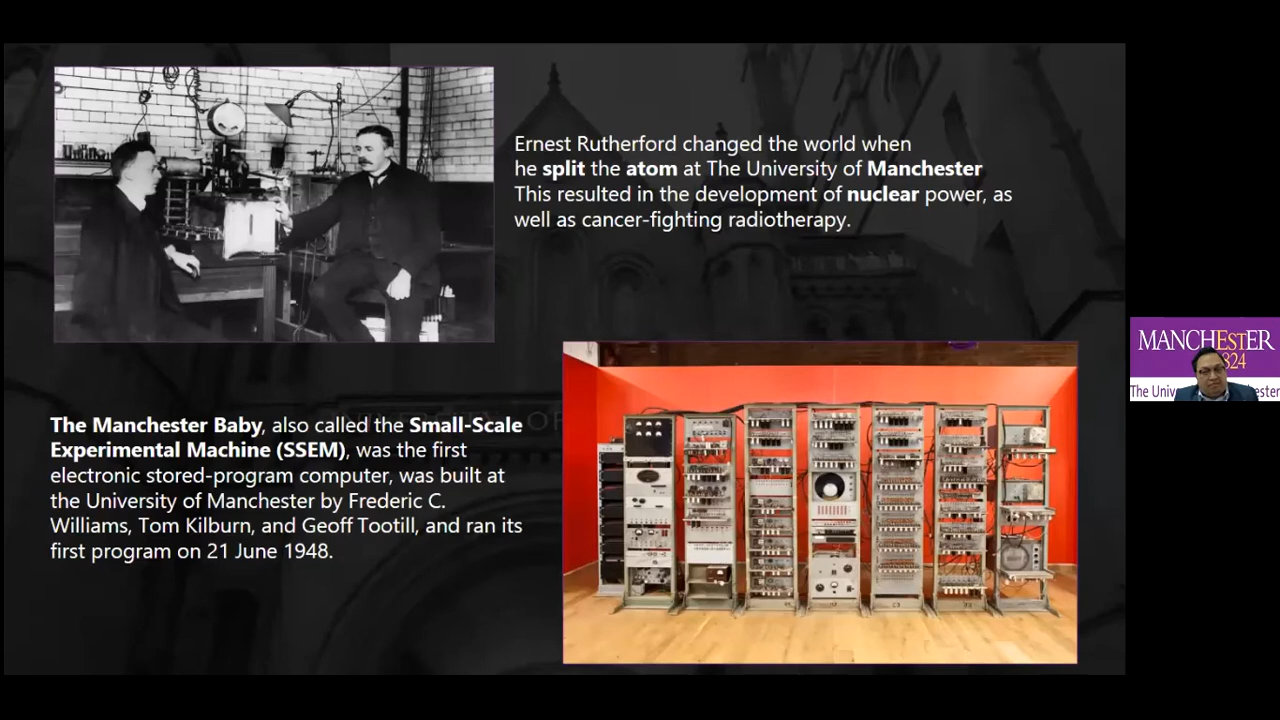 Ernest Rutherford changed the world when
he split the atom at The University of Manchester
This resulted in the development of nuclear power, as
well as cancer-fighting radiotherapy.
The Manchester Baby, also called the Small-Scale
Experimental Machine (SSEM), was the first
electronic stored-program computer, was built at
the University of Manchester by Frederic C.
Williams, Tom Kilburn, and Geoff Tootill, and ran its
first program on 21 June 1948.
MANCHESTER
824
The